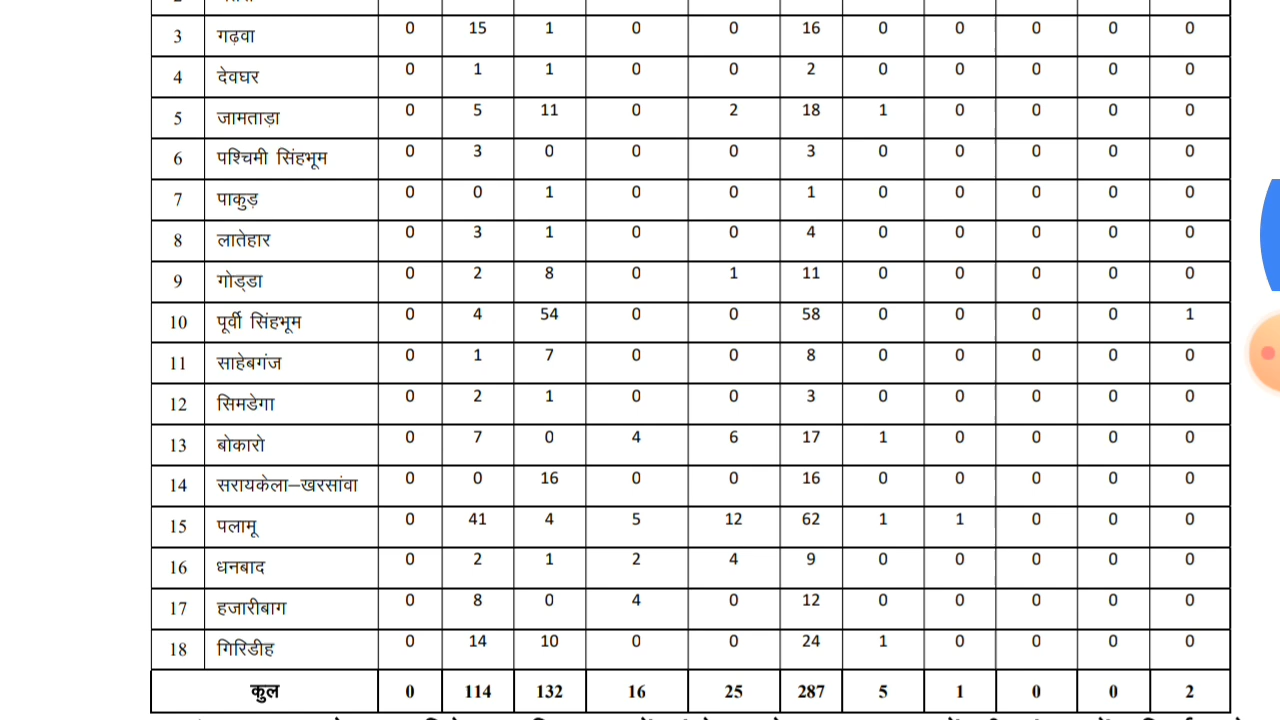 3 गढ़वा 0 15 1 0 0 16 0 0 0 0 0
4 देवघर 0 1 1 0 0 2 0 0 0 0 0
5 जामताड़ा 0 5 11 0 2 18 1 0 0 0 0
6 पश्चिमी सिंहभूम 0 3 0 0 0 3 0 0 0 0 0
7 पाकुड़ 0 0 1 0 0 1 0 0 0 0 0
8 लातेहार 0 3 1 0 0 4 0 0 0 0 0
9 गोड्डा 0 2 8 0 1 11 0 0 0 0 0
10 पूर्वी सिंहभूम 0 4 54 0 0 58 0 0 0 0 1
11 साहेबगंज 0 1 7 0 0 8 0 0 0 0 0
12 सिमडेगा 0 2 1 0 0 3 0 0 0 0 0
13 बोकारो 0 7 0 4 6 17 1 0 0 0 0
14 सरायकेला–खरसांवा 0 0 16 0 0 16 0 0 0 0 0
15 पलामू 0 41 4 5 12 62 1 1 0 0 0
16 धनबाद 0 2 1 2 4 9 0 0 0 0 0
17 हजारीबाग 0 8 0 4 0 12 0 0 0 0 0
18 गिरिडीह 0 14 10 0 0 24 1 0 0 0 0
कुल 0 114 132 16 25 287 5 1 0 0 2